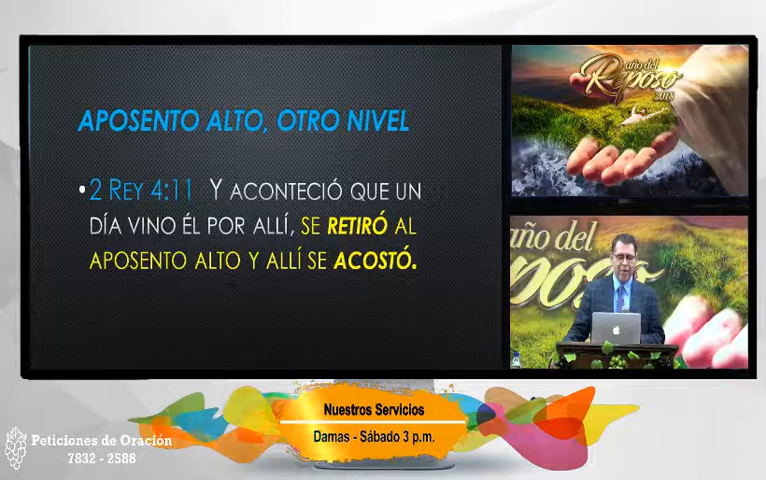 APOSENTO ALTO, OTRO NIVEL
•2 REY 4:11 Y ACONTECIÓ QUE UN
DÍA VINO ÉL POR ALLÍ, SE RETIRÓ AL
APOSENTO ALTO Y ALLÍ SE ACOSTÓ.
año del
Reposo
2018
año del
poso
Nuestros Servicios
Damas - Sábado 3 p.m.
Peticiones de Oración
7832 - 2588